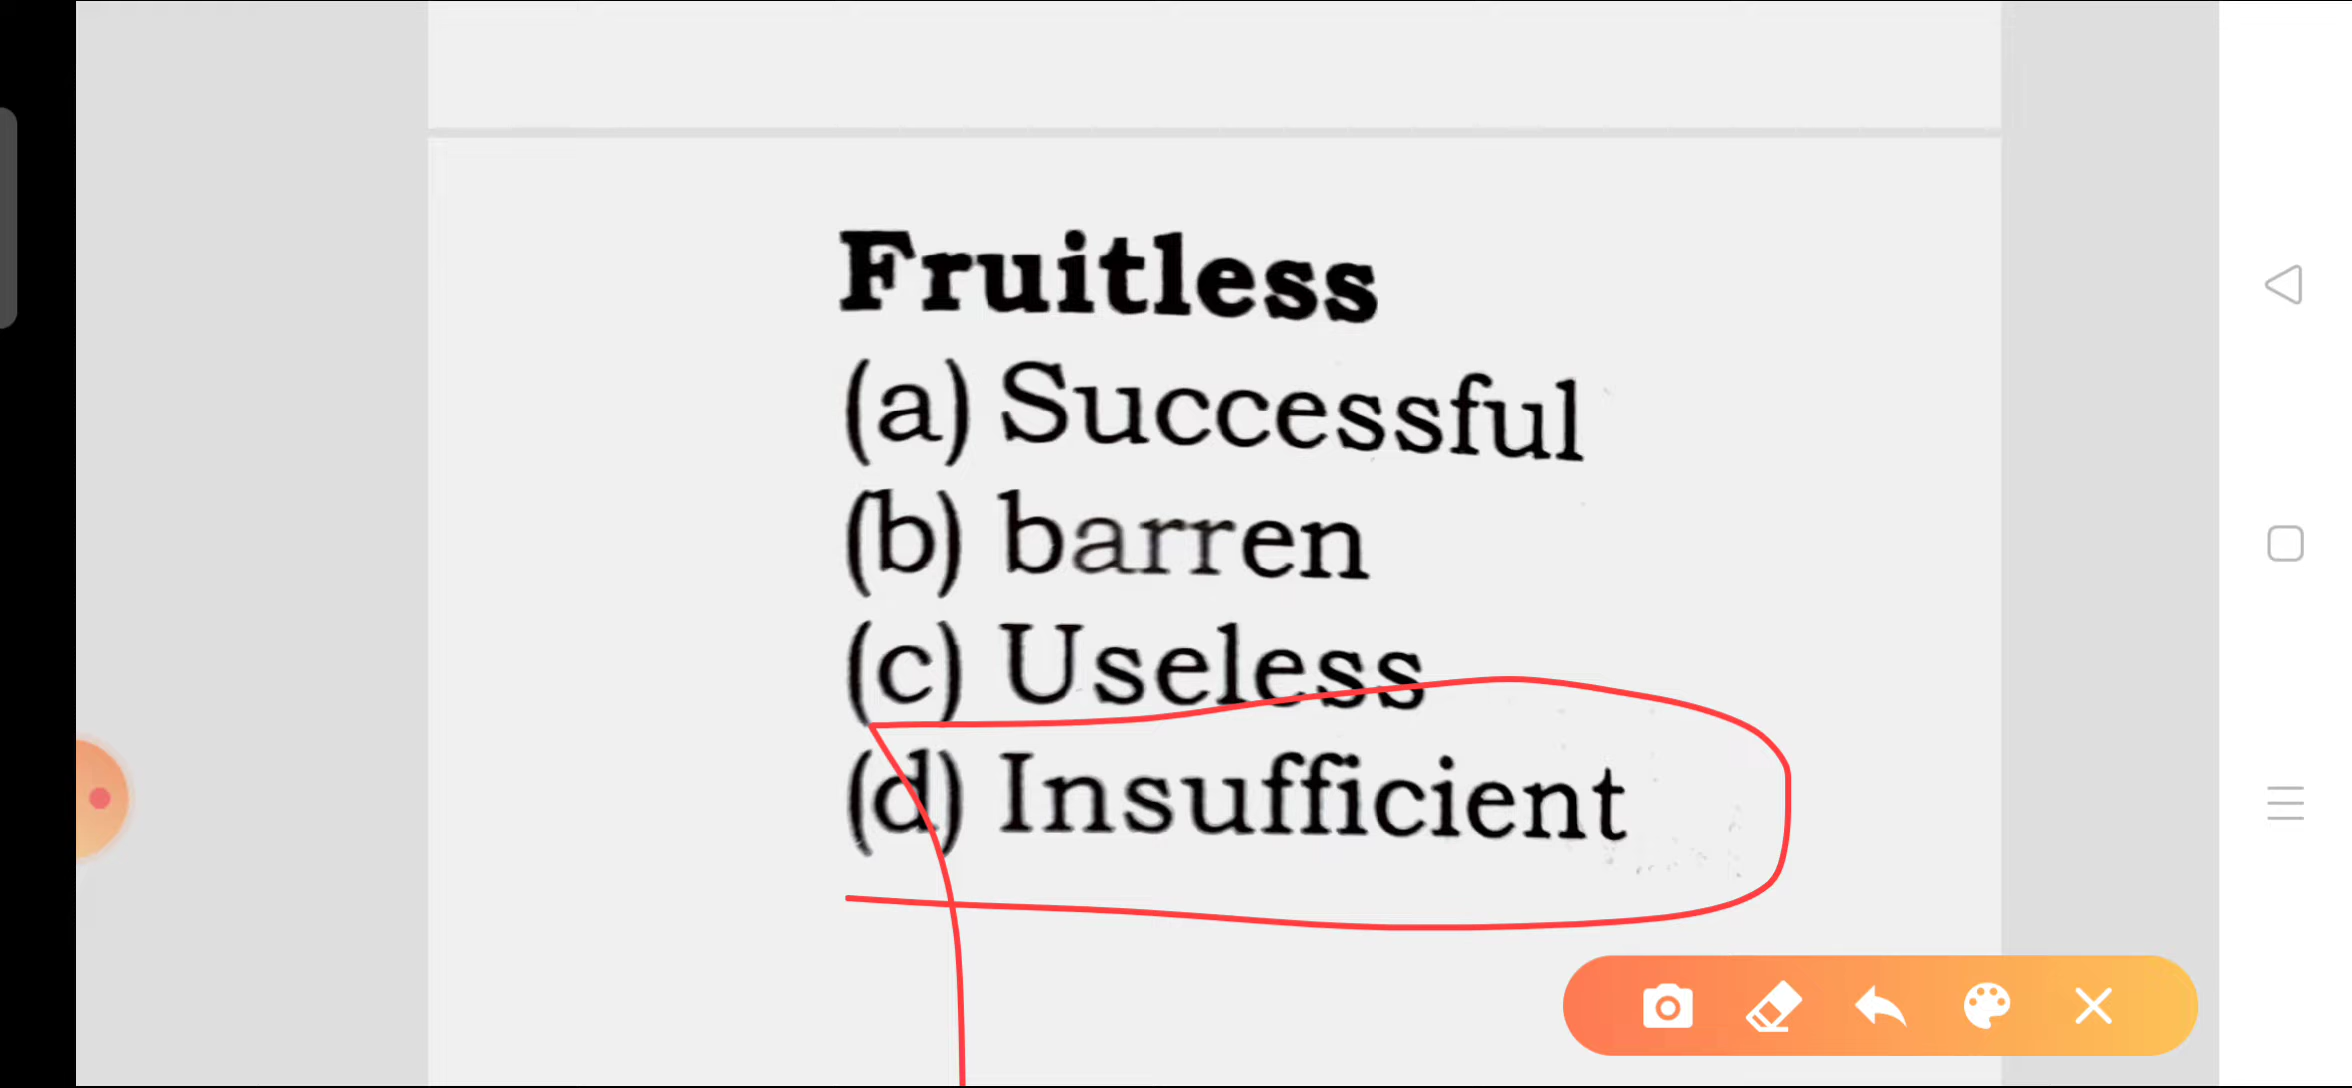 Fruitless
(a) Successful
(b) barren
(c) Useless
(d) Insufficient